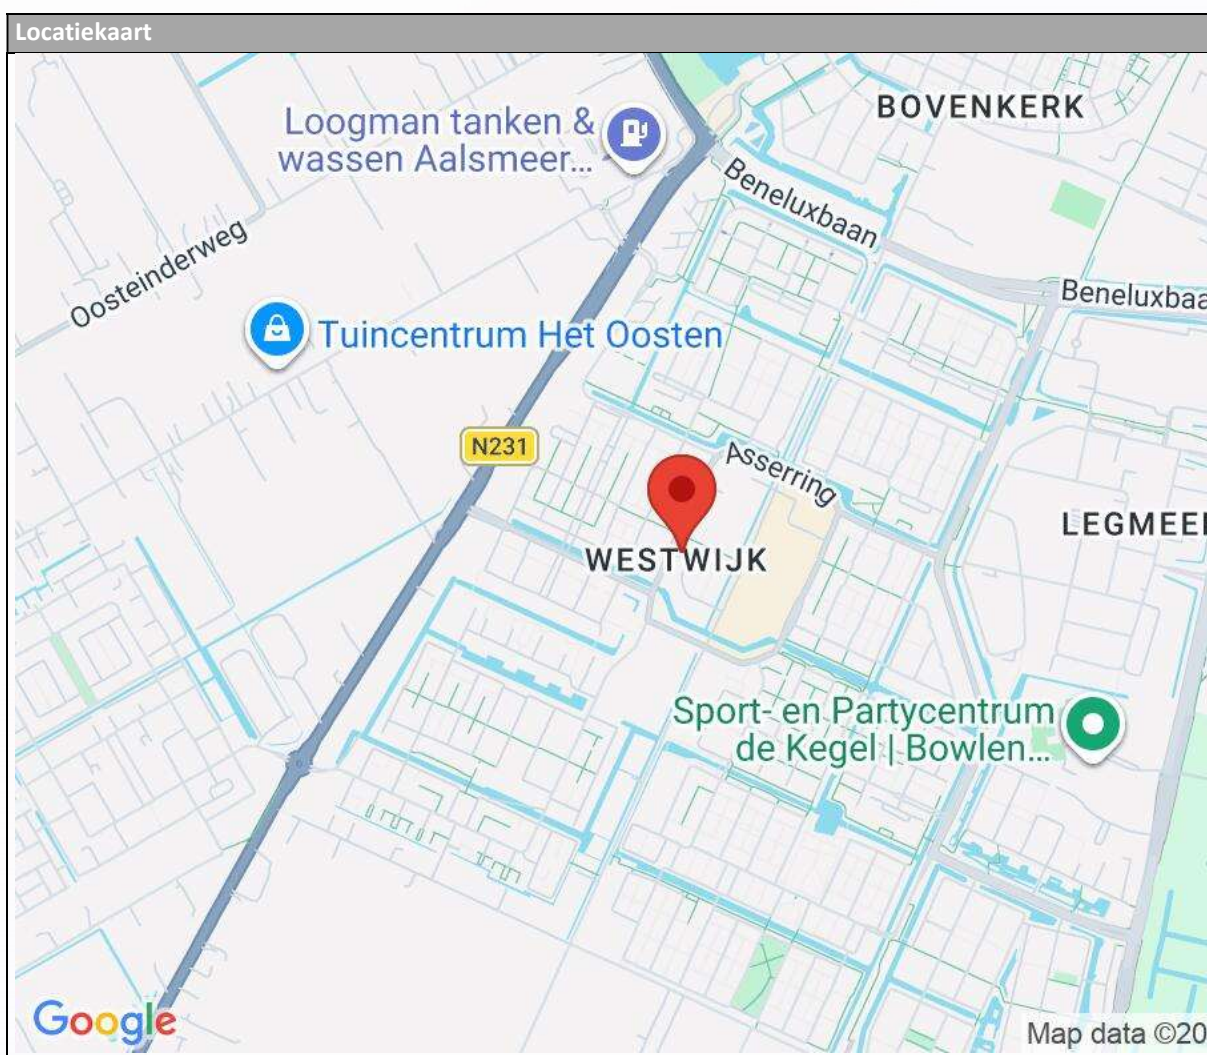 Locatiekaart
BOVENKERK
Loogman tanken &
wassen Aalsmeer...
Beneluxbaan
Oosteinderweg
Beneluxbaa
Tuincentrum Het Oosten
N231
Asserring
LEGMEE
WESTWIJK
Sport- en Partycentrum
de Kegel | Bowlen...
Google
Map data ©20